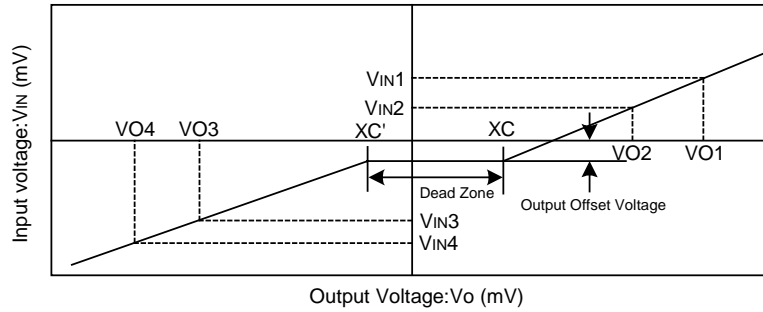 Input voltage:VIN (mV)
VIN1
VIN2
VO4
VO3
XC'
XC
VO2
VO1
Dead Zone
Output Offset Voltage
VIN3
VIN4
Output Voltage:Vo (mV)